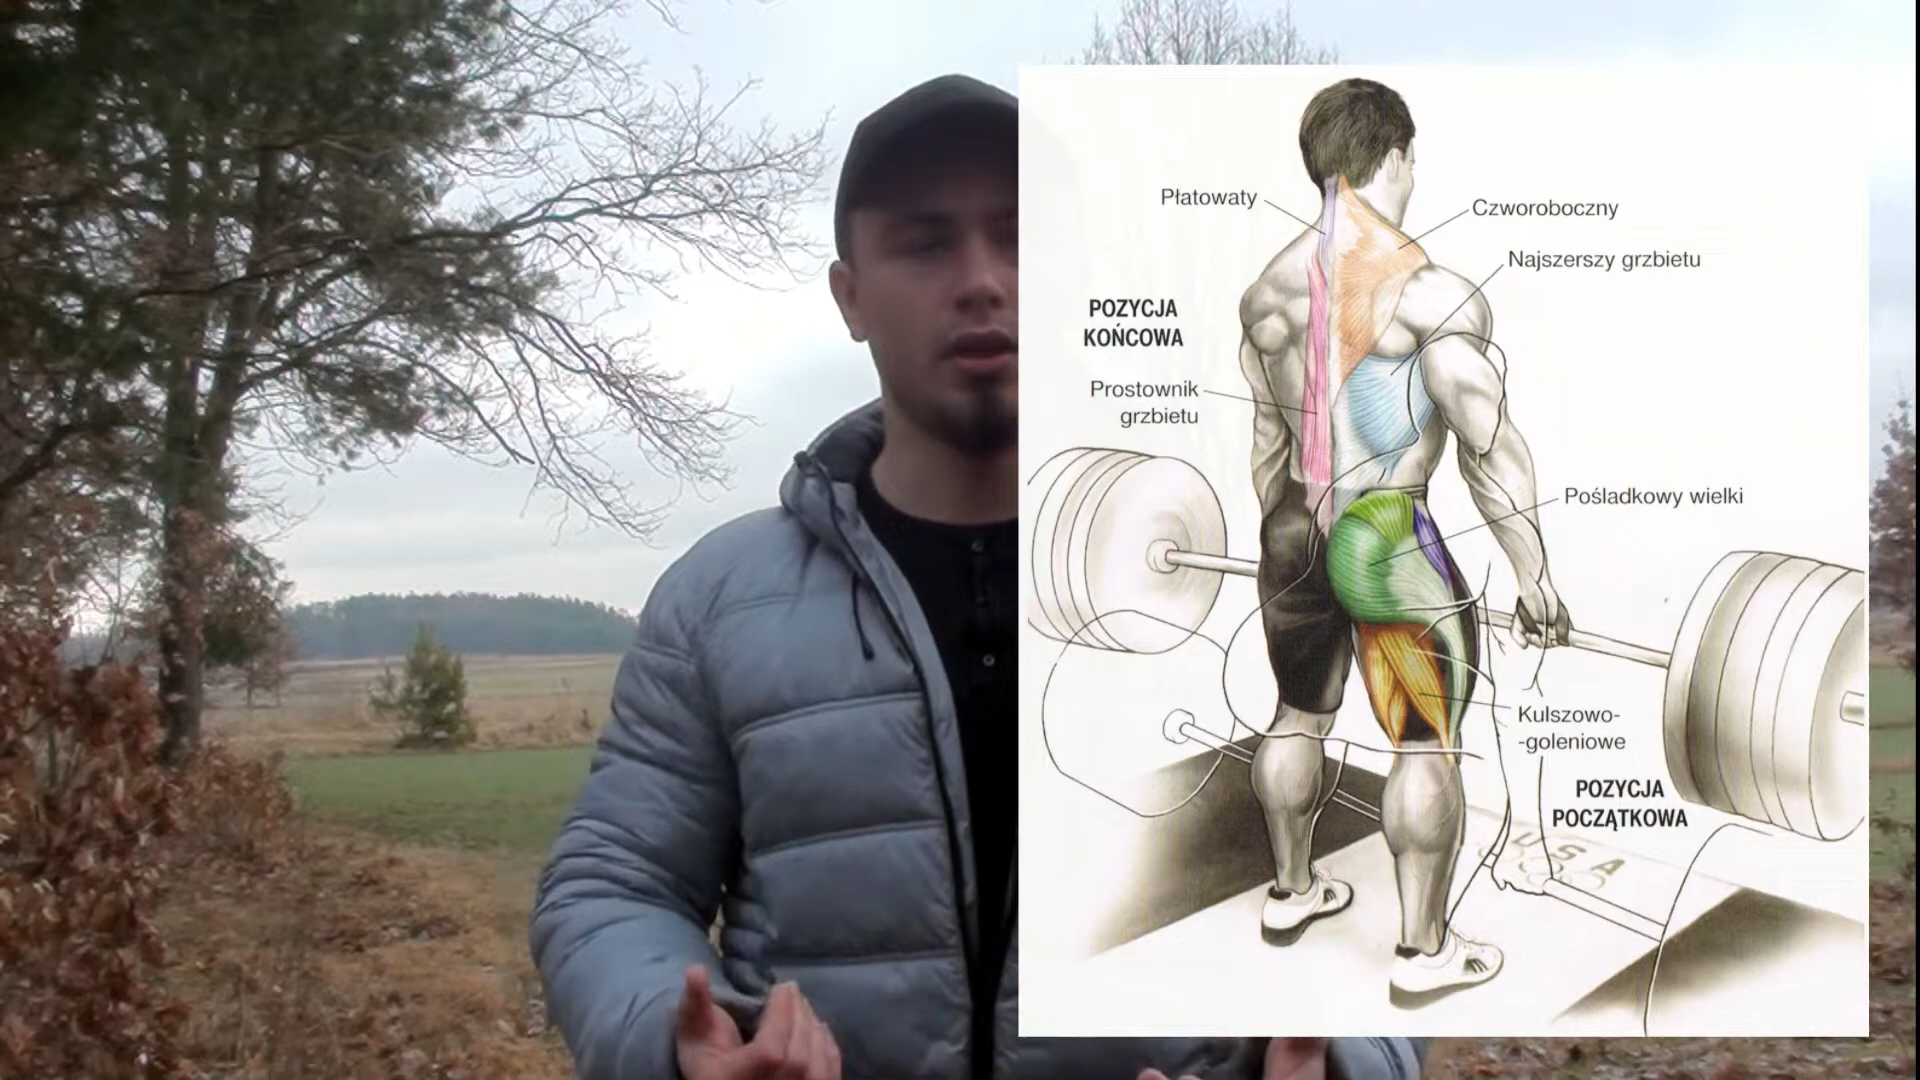 Płatowaty
Czworoboczny
Najszerszy grzbietu
POZYCJA
KOŃCOWA
Prostownik
grzbietu
Pośladkowy wielki
Kulszowo-
-goleniowe
POZYCJA
POCZĄTKOWA
USA